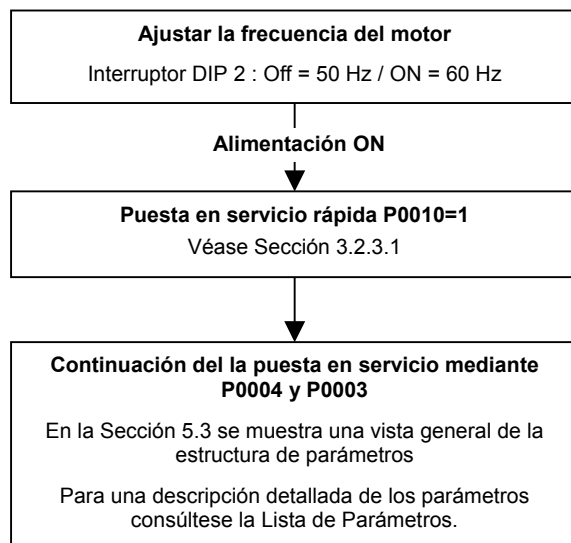 Ajustar la frecuencia del motor
Interruptor DIP 2 : Off = 50 Hz / ON = 60 Hz
Alimentación ON
Puesta en servicio rápida P0010=1
Véase Sección 3.2.3.1
Continuación del la puesta en servicio mediante
P0004 y P0003
En la Sección 5.3 se muestra una vista general de la
estructura de parámetros
Para una descripción detallada de los parámetros
consúltese la Lista de Parámetros.